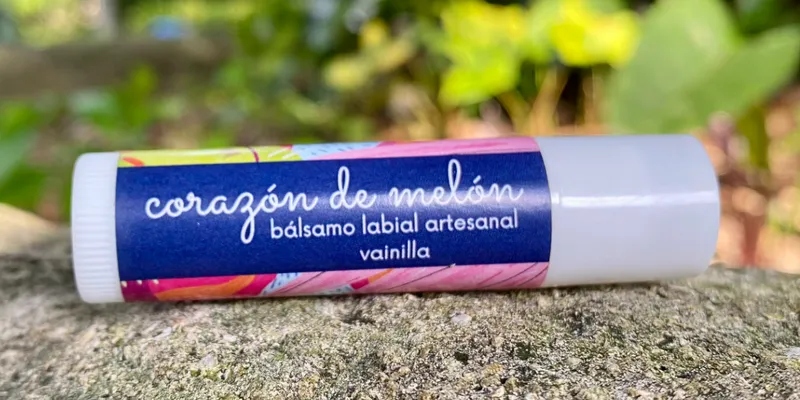 corazón de melón
bálsamo labial artesanal
vainilla